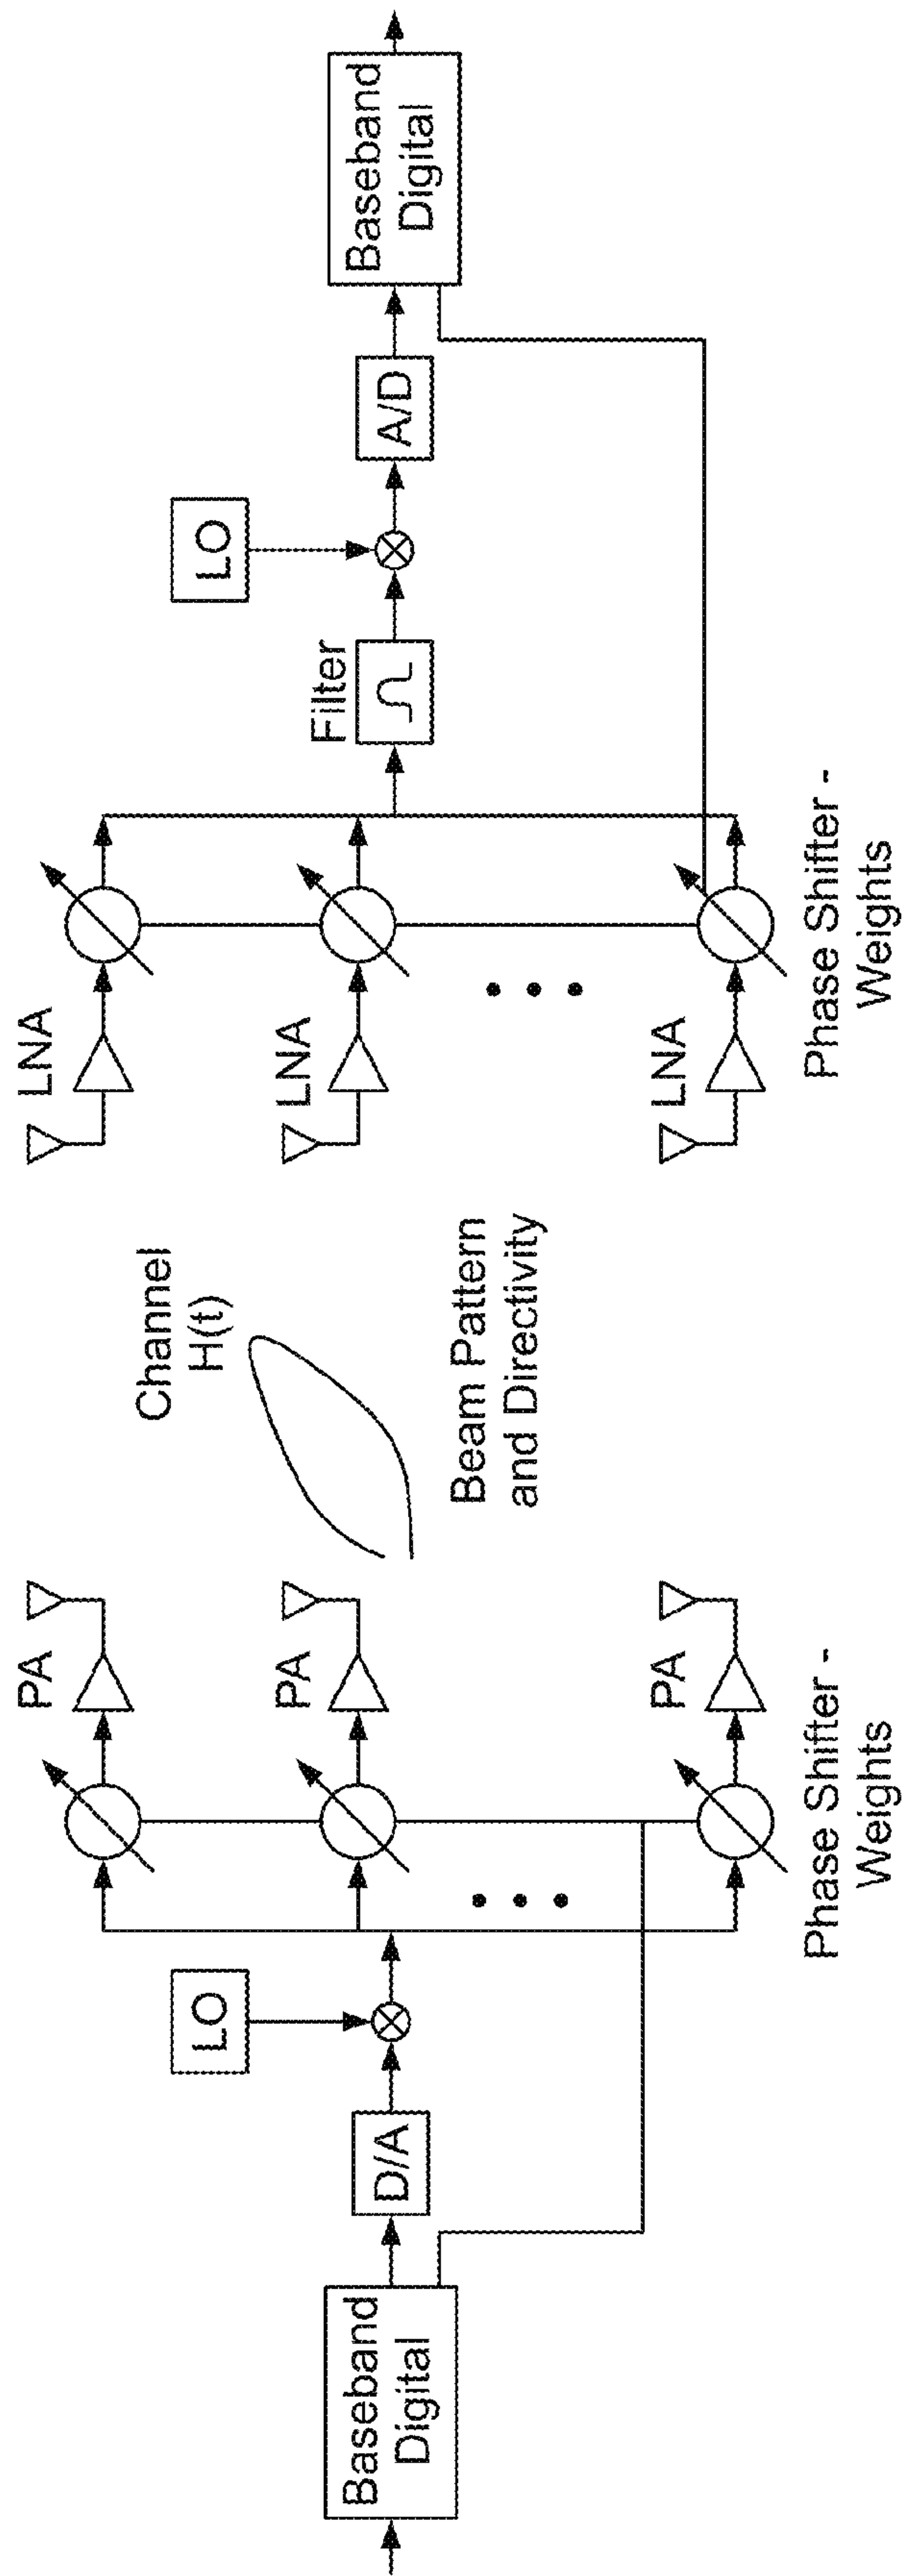 Baseband
Digital
D/A
LO
PA
PA
PA
Phase Shifter -
Weights
Channel
H(t)
Beam Pattern
and Directivity
LNA
LNA
LNA
Phase Shifter -
Weights
Filter
LO
A/D
Baseband
Digital